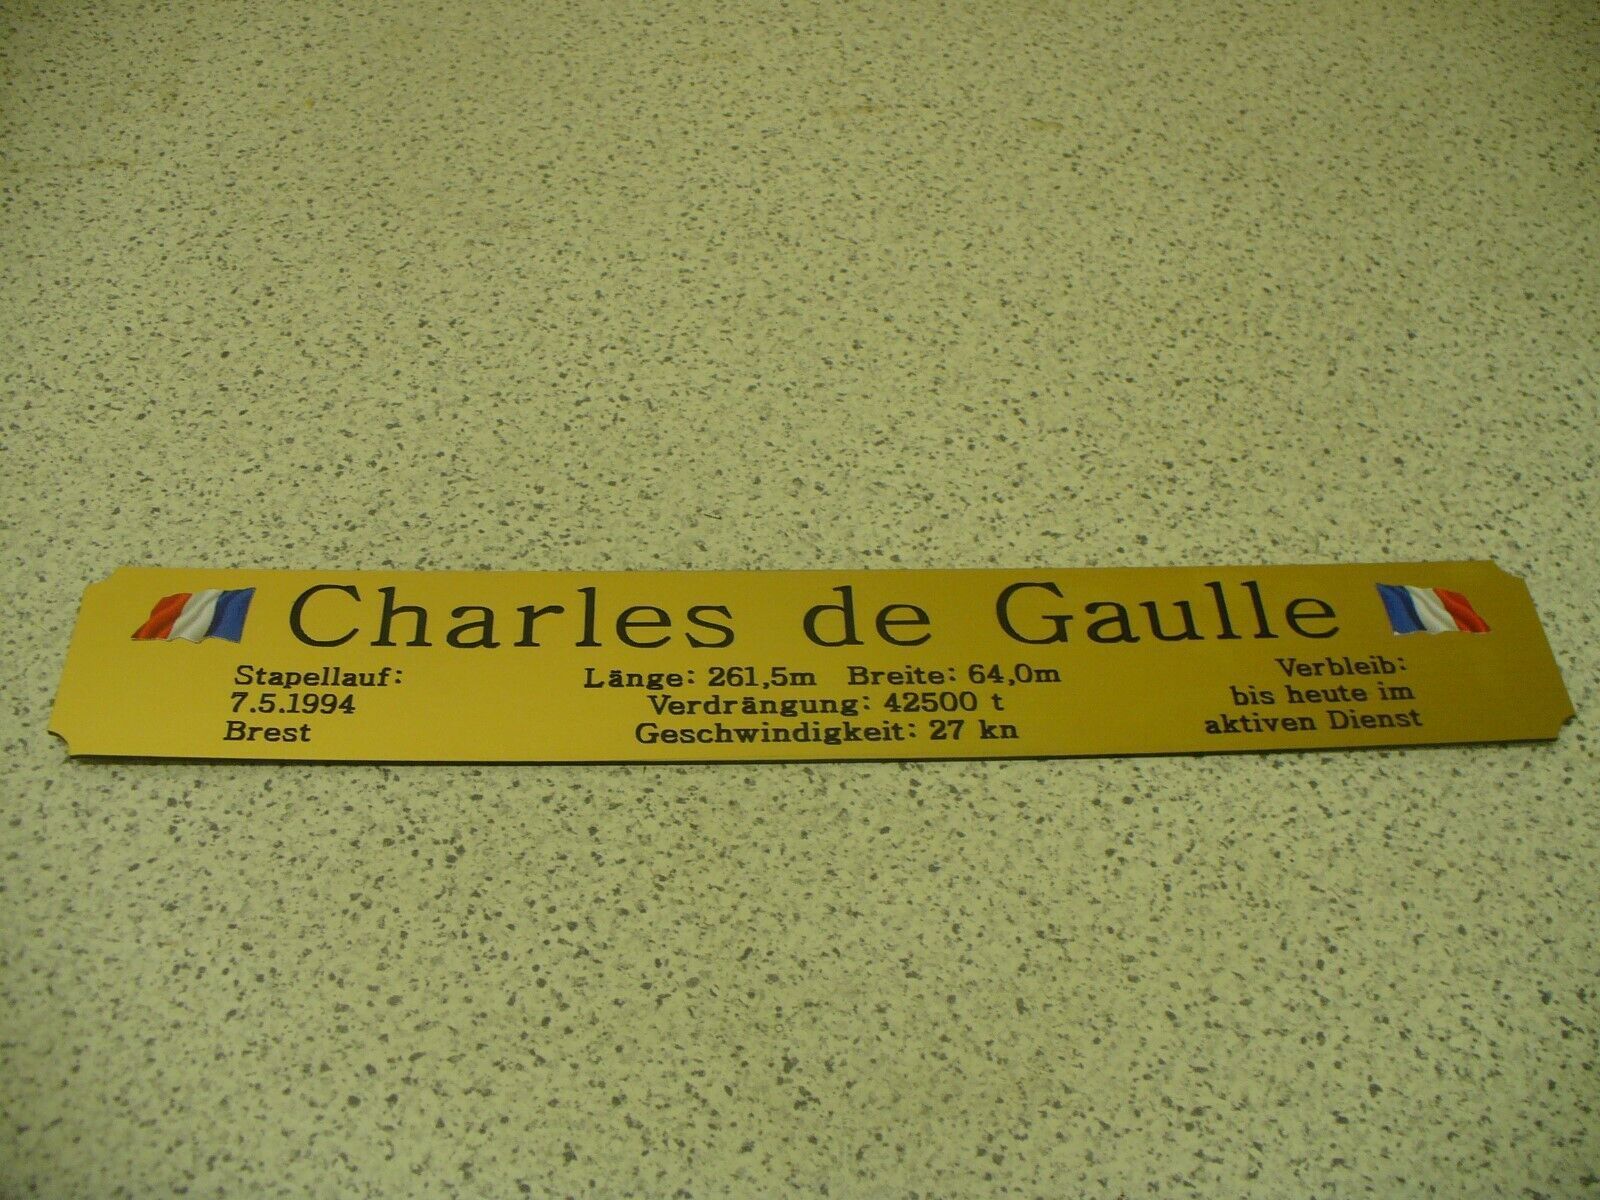 Charles de Gaulle
Stapellauf:
7.5.1994
Brest
Länge: 261,5m Breite: 64,0m
Verdrängung: 42500 t
Geschwindigkeit: 27 kn
Verbleib:
bis heute im
aktiven Dienst